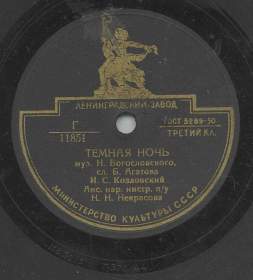 ЛЕНИНГРАДСКИЙ ЗАВОД
Г
11851
ГОСТ 5289-50
ТРЕТИЙ КЛ.
ТЕМНАЯ НОЧЬ
муз. Н. Богословского,
сл. Б. Агатова
И. С. Козловский
Анс. нар. инстр. п/у
Н. Н. Некрасова
МИНИСТЕРСТВО КУЛЬТУРЫ СССР